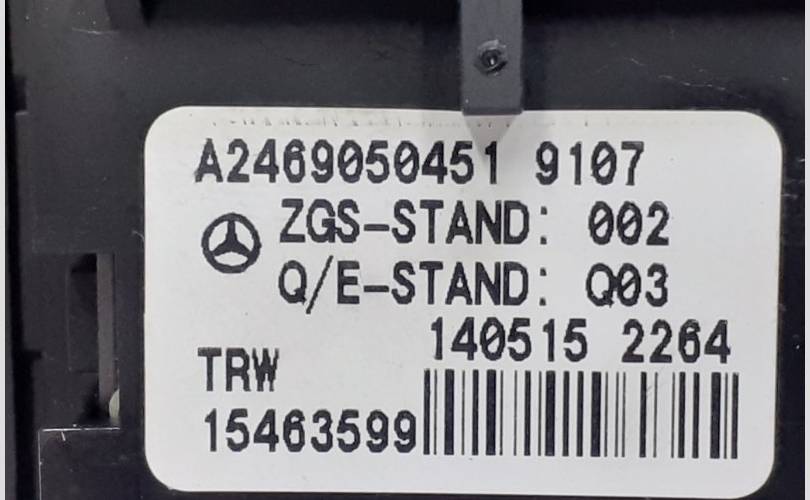 A2469050451 9107
ZGS-STAND: 002
Q/E-STAND: Q03
140515 2264
TRW
15463599